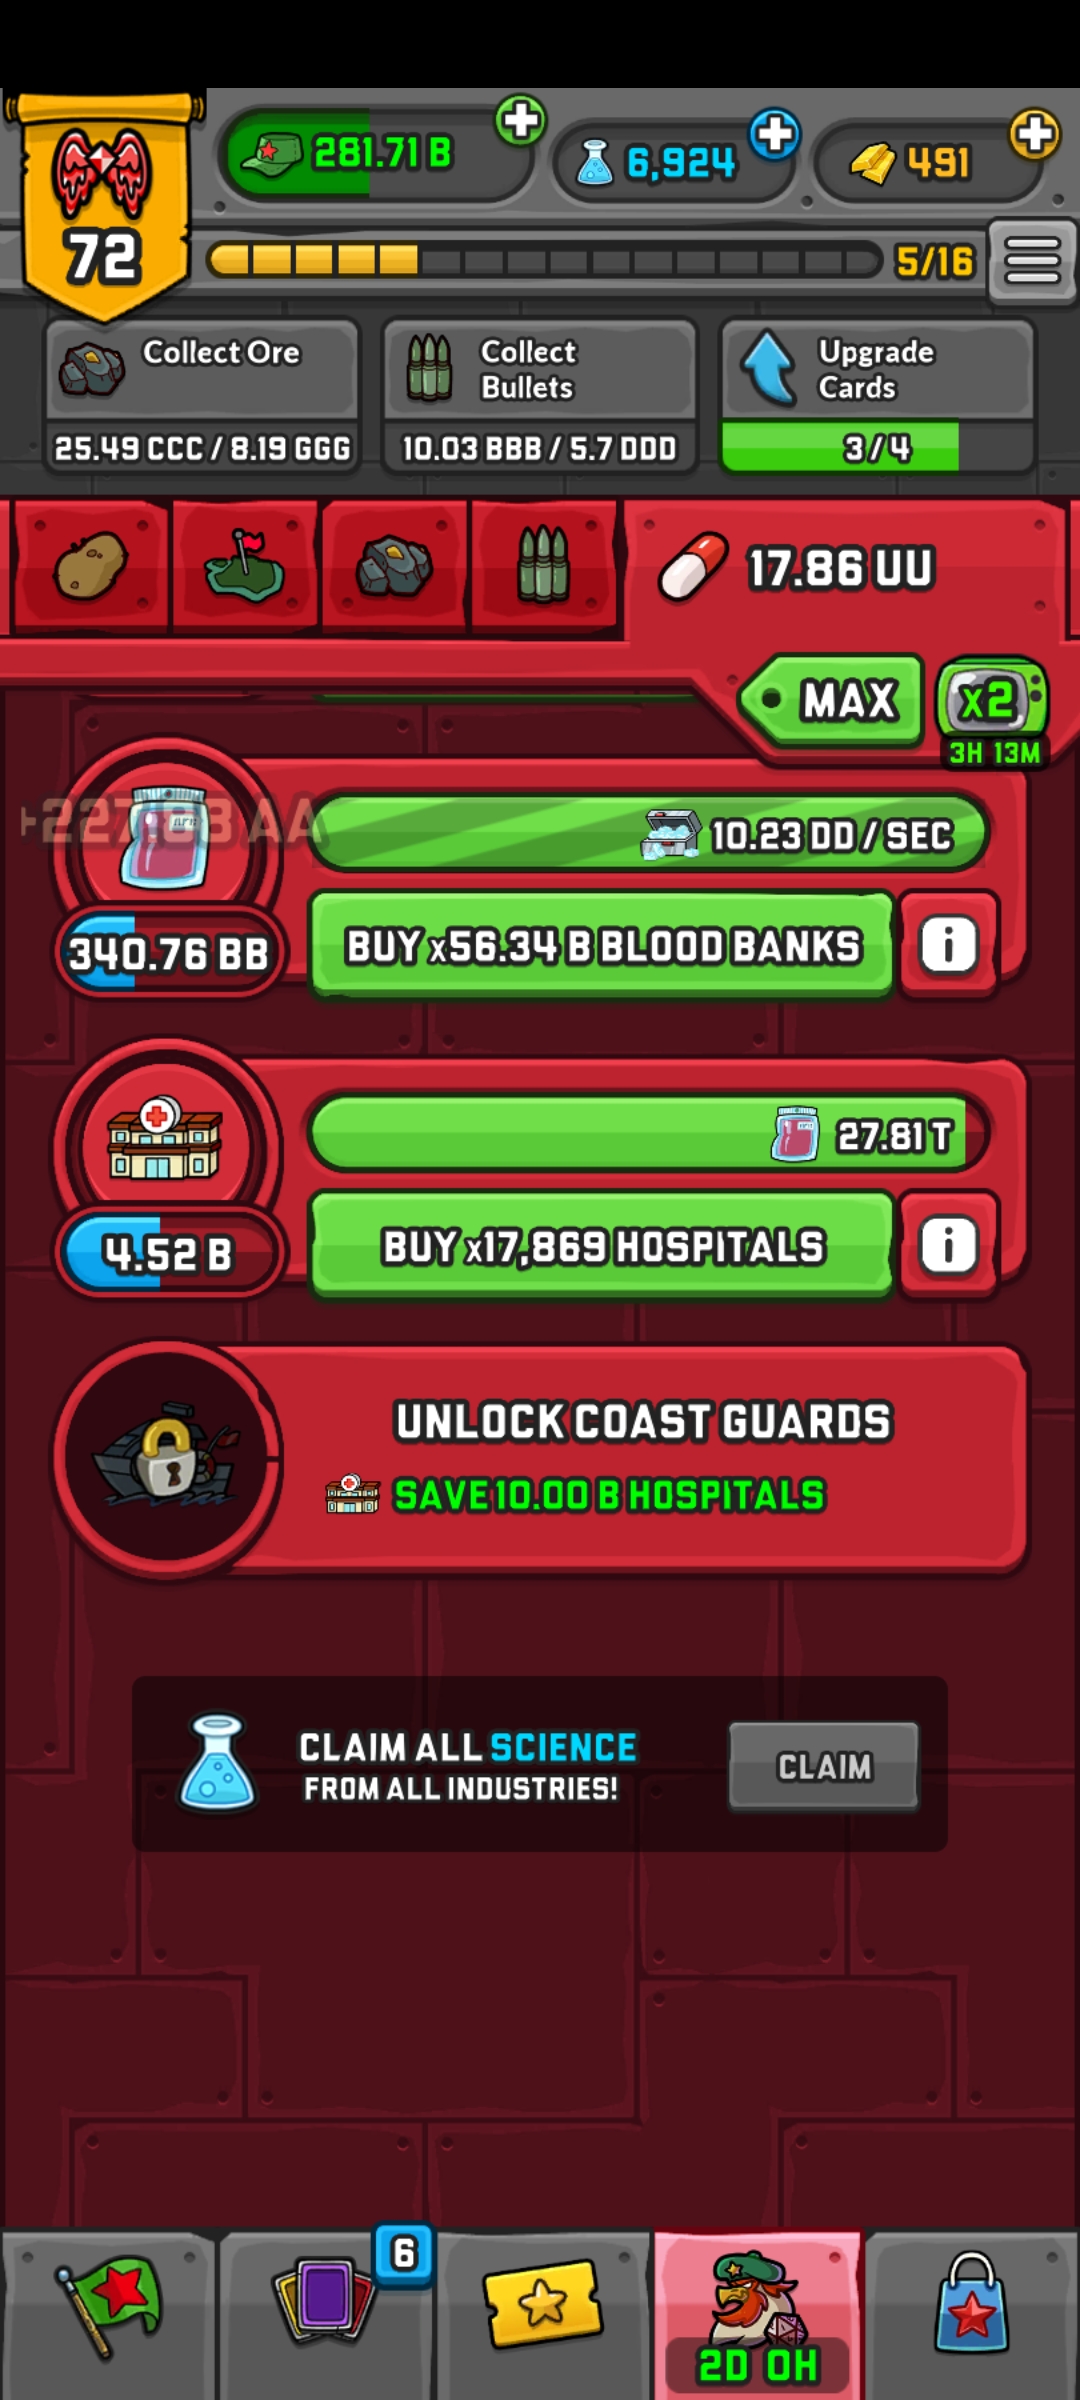 281.71 B
6,924
491
72
5/16
Collect Ore
25.49 CCC / 8.19 GGG
Collect
Bullets
10.03 BBB / 5.7 DDD
Upgrade
Cards
3/4
17.86 UU
MAX
x2
3H 13M
+227.83 AA
10.23 DD / SEC
340.76 BB
BUY x56.34 B BLOOD BANKS
i
27.81 T
4.52 B
BUY x17,869 HOSPITALS
i
UNLOCK COAST GUARDS
SAVE 10.00 B HOSPITALS
CLAIM ALL SCIENCE
FROM ALL INDUSTRIES!
CLAIM
6
2D 0H